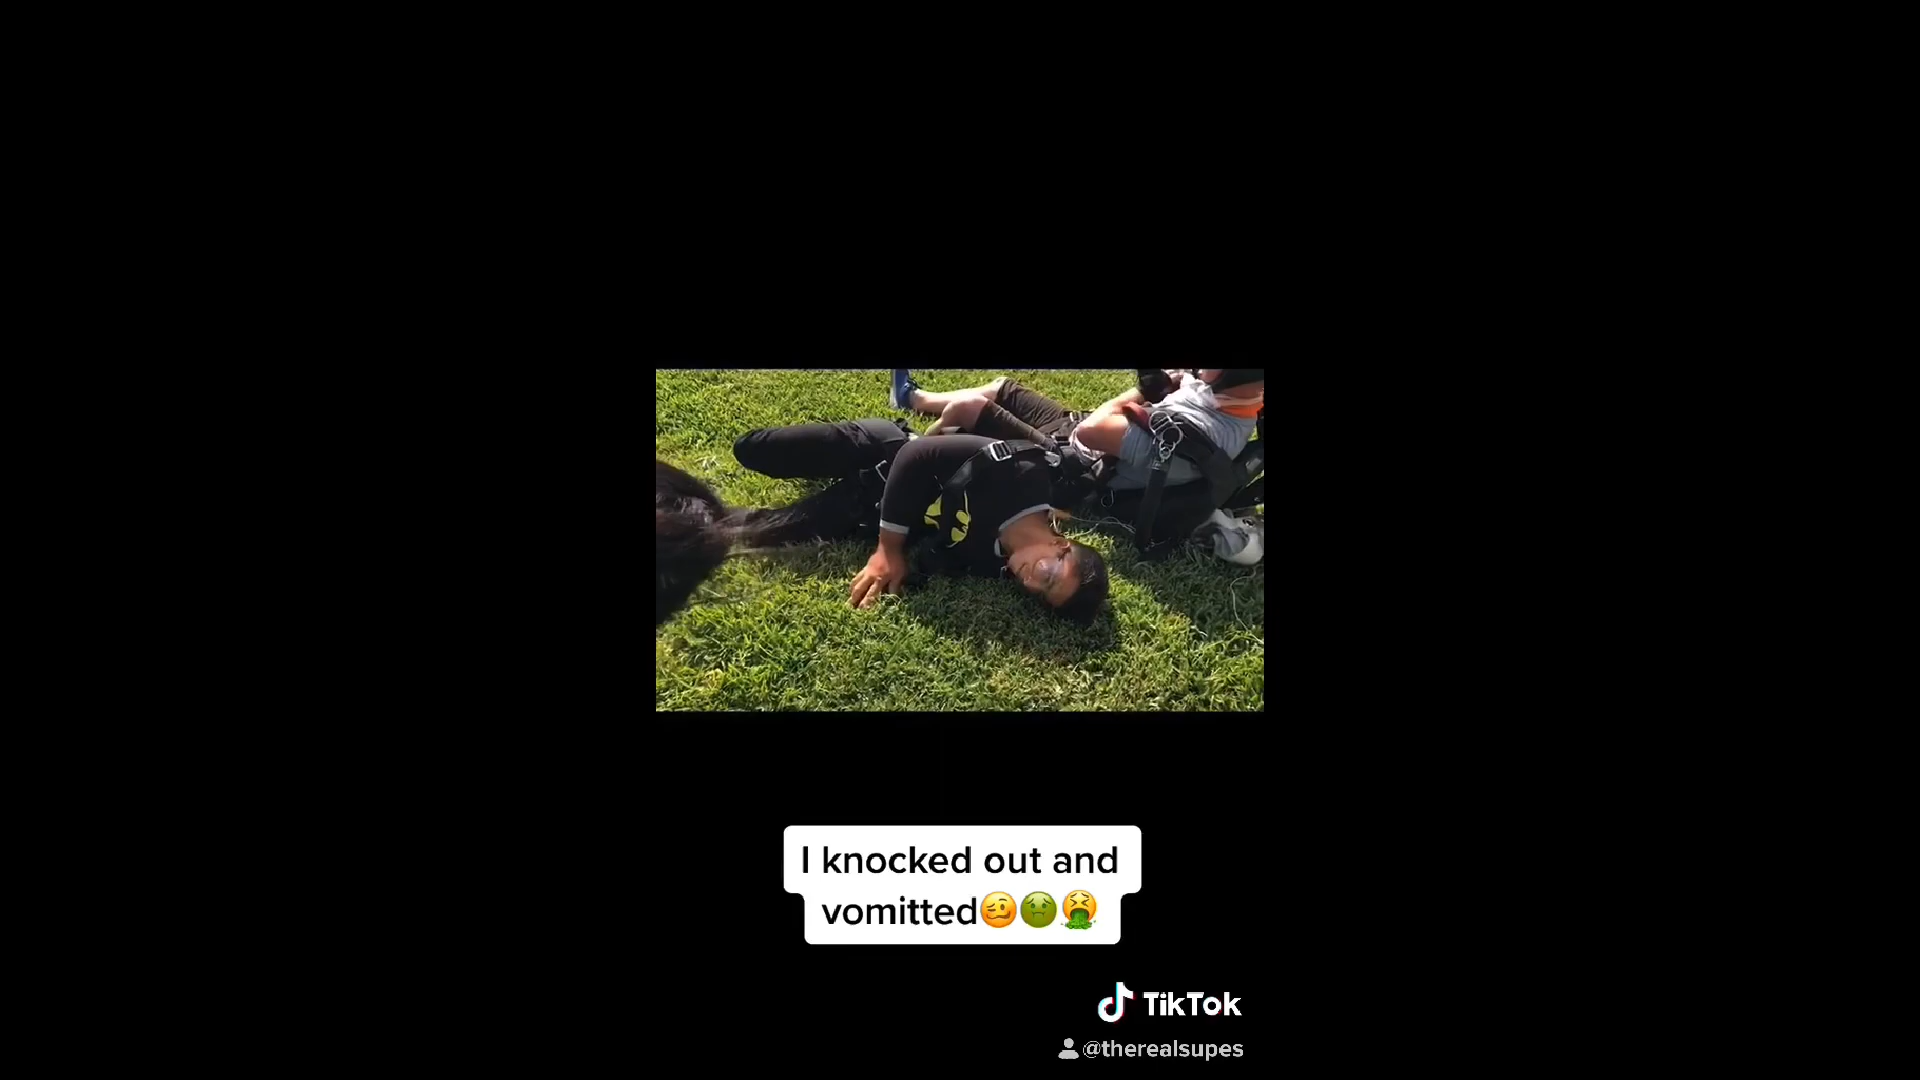 I knocked out and
vomitted🥴🤢🤮
TikTok
@therealsupes